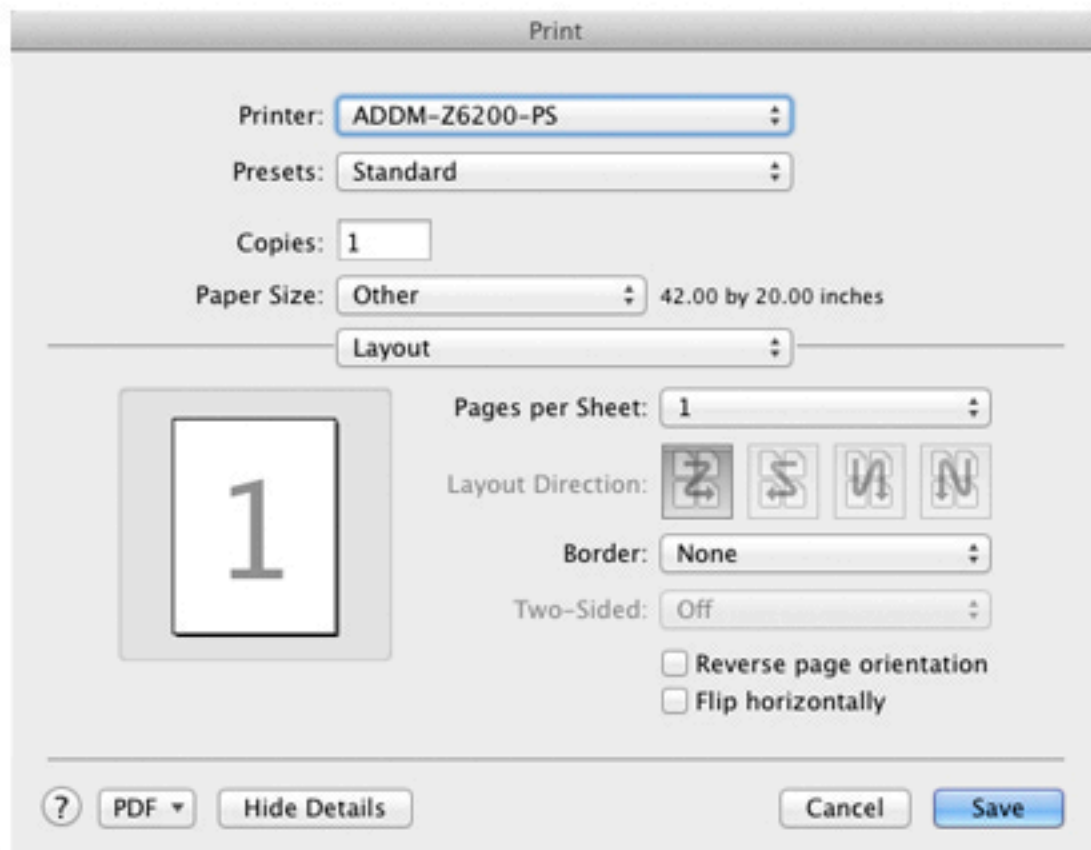 Print
Printer: ADDM-Z6200-PS
Presets: Standard
Copies: 1
Paper Size: Other 42.00 by 20.00 inches
Layout
Pages per Sheet: 1
1
Layout Direction:
Border: None
Two-Sided: Off
Reverse page orientation
Flip horizontally
? PDF Hide Details Cancel Save